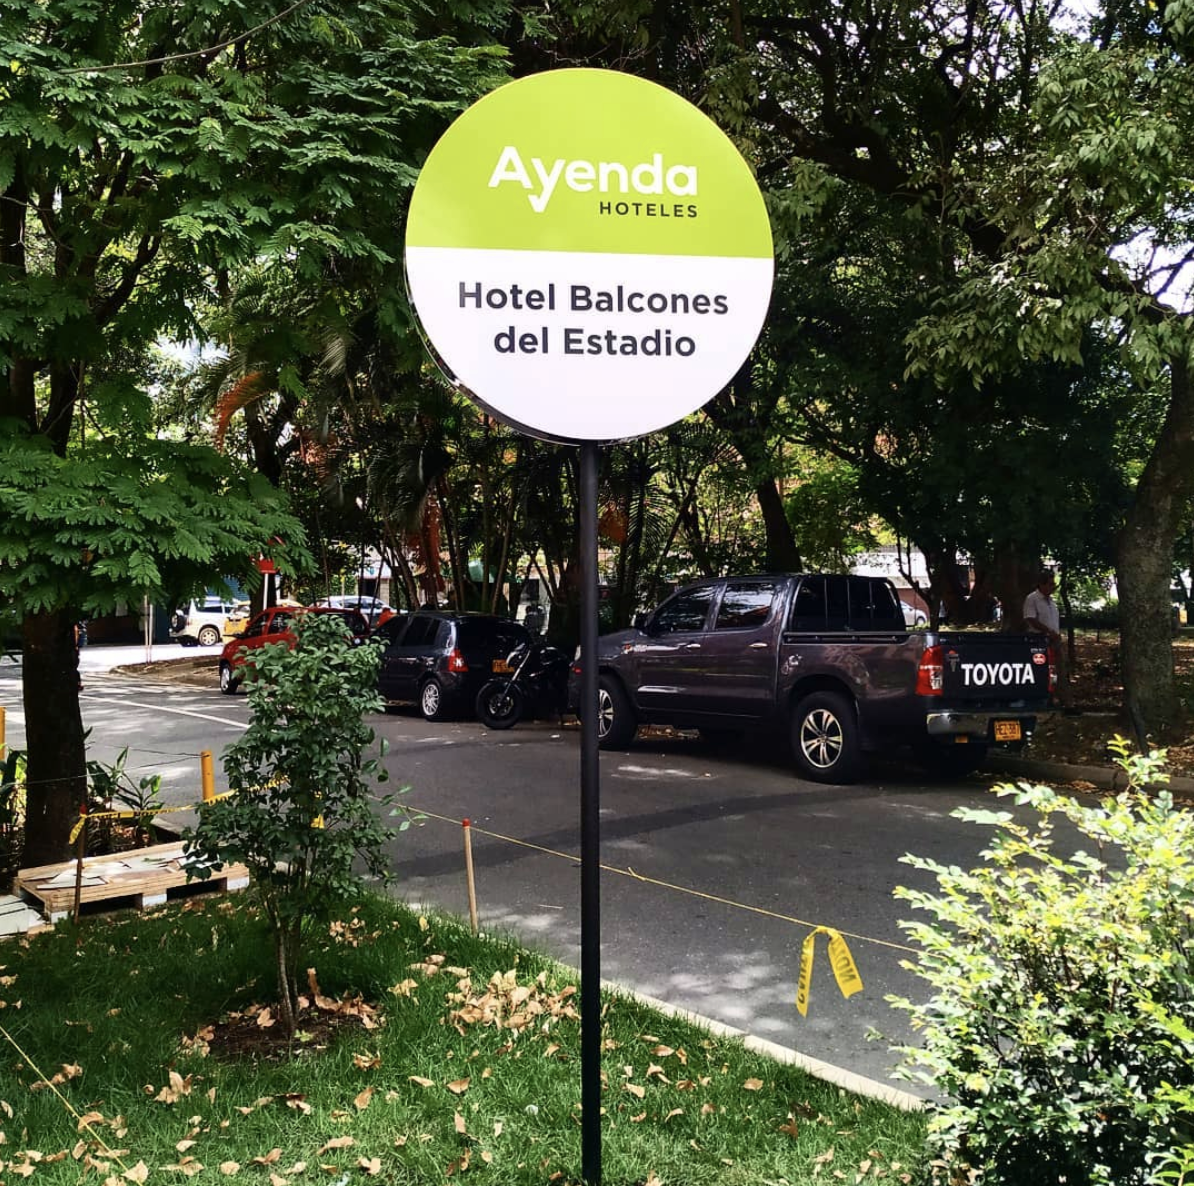 Ayenda
HOTELES
Hotel Balcones
del Estadio
TOYOTA